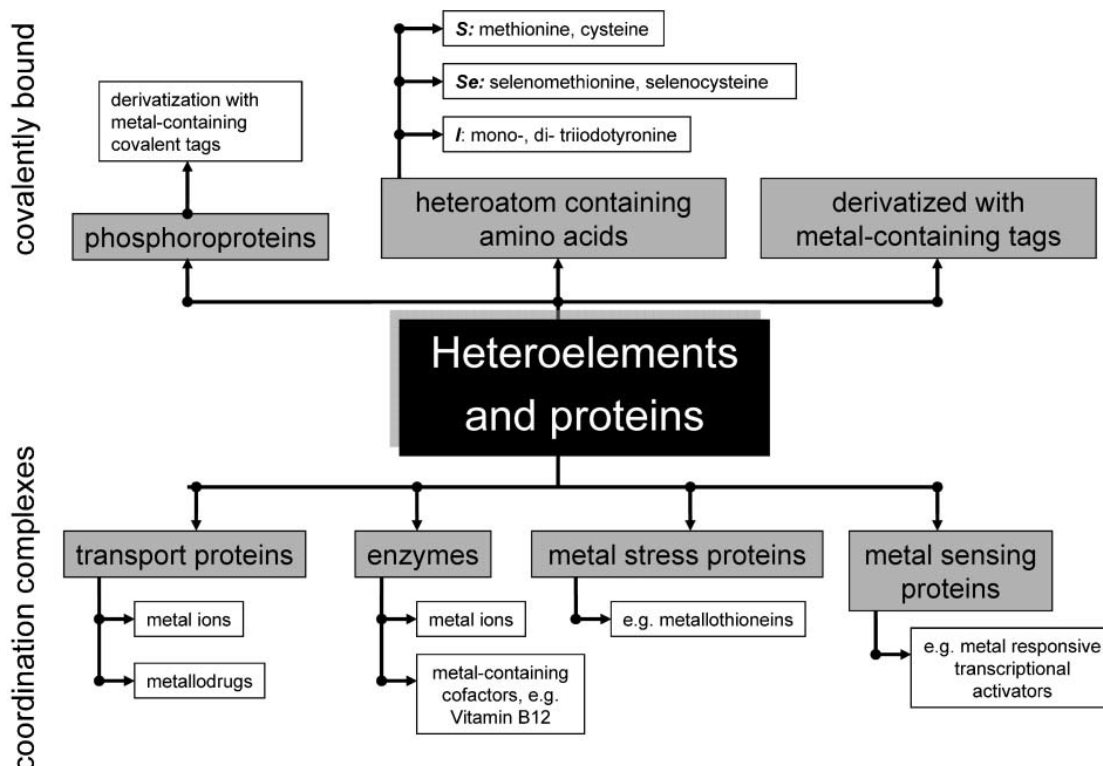 covalently bound
S: methionine, cysteine
Se: selenomethionine, selenocysteine
I: mono-, di- triiodotyronine
derivatization with
metal-containing
covalent tags
phosphoroproteins
heteroatom containing
amino acids
derivatized with
metal-containing tags
Heteroelements
and proteins
coordination complexes
transport proteins
metal ions
metallodrugs
enzymes
metal ions
metal-containing
cofactors, e.g.
Vitamin B12
metal stress proteins
e.g. metallothioneins
metal sensing
proteins
e.g. metal responsive
transcriptional
activators